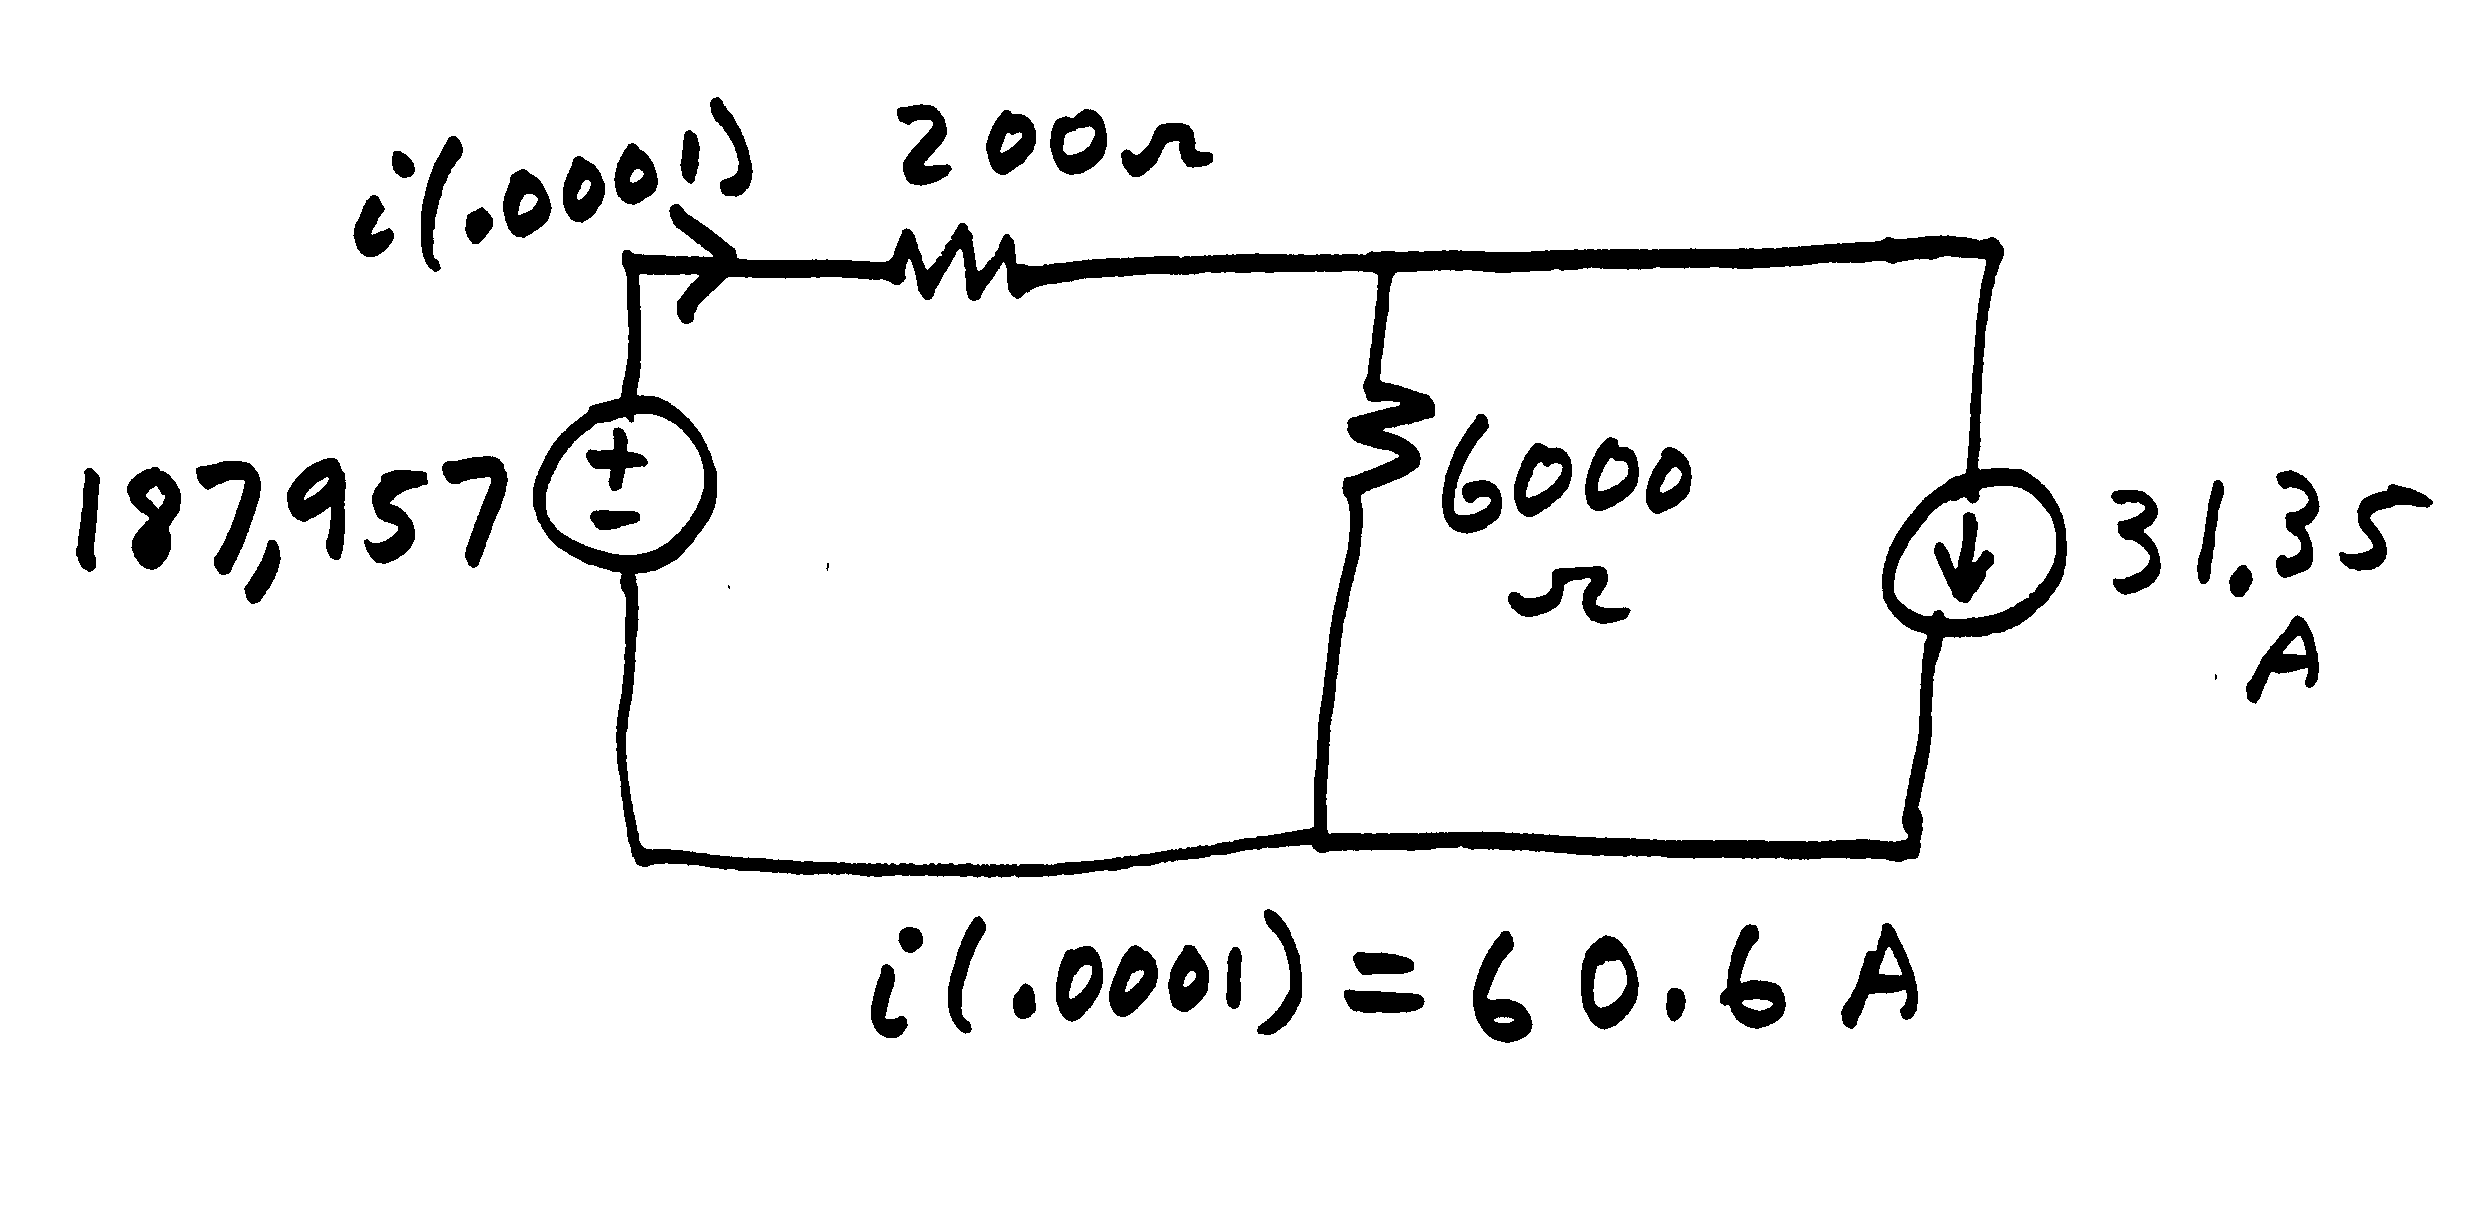 i(.0001)
200Ω
187,957
+
-
6000
Ω
31.35
A
i(.0001) = 60.6 A